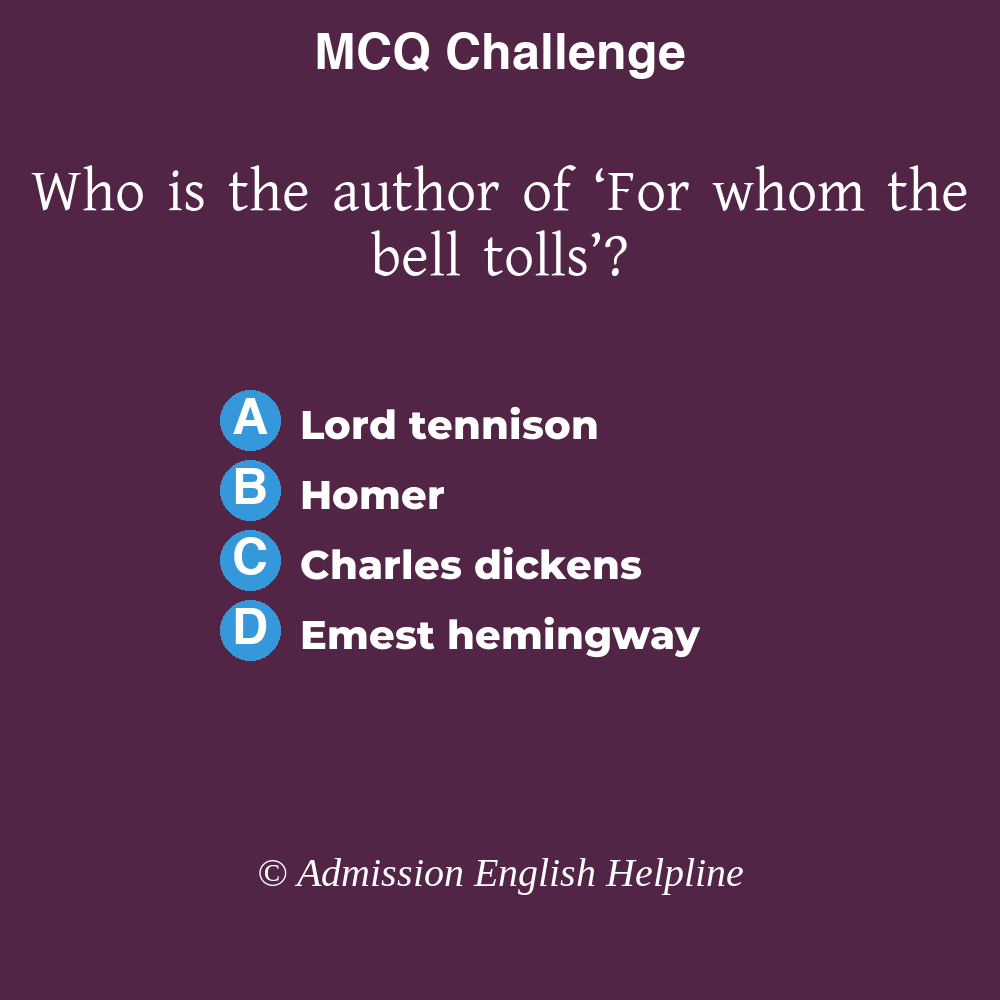 MCQ Challenge
Who is the author of ‘For whom the
bell tolls’?
A Lord tennison
B Homer
C Charles dickens
D Emest hemingway
© Admission English Helpline